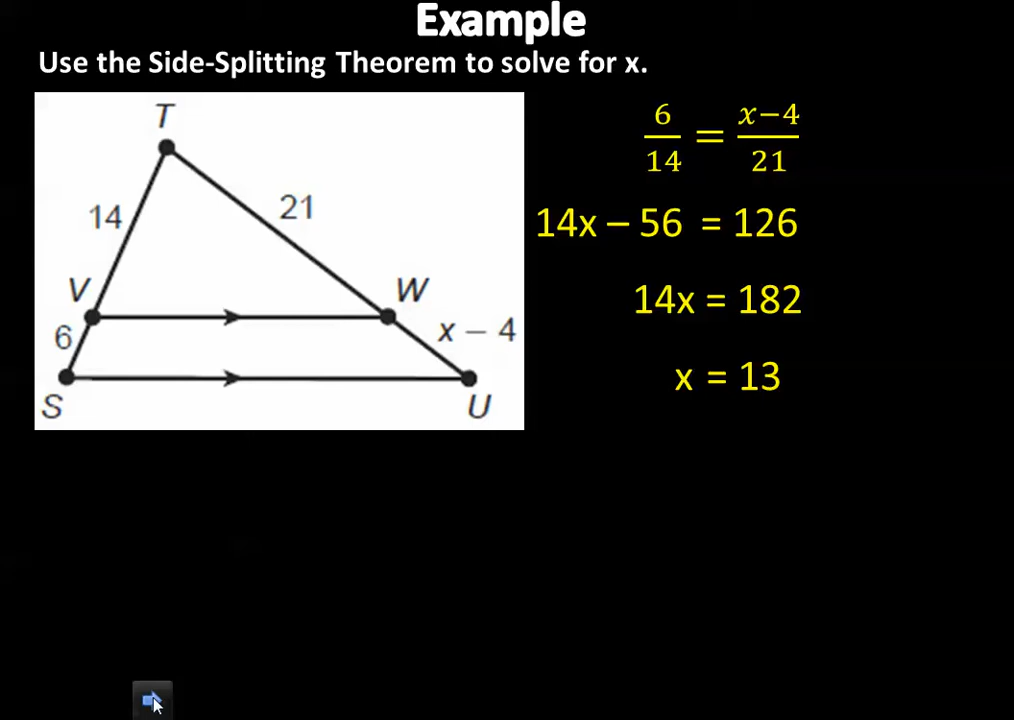 Example
Use the Side-Splitting Theorem to solve for x.
T
14
21
V
W
6
x – 4
S
U
6/14 = x−4/21
14x – 56 = 126
14x = 182
x = 13